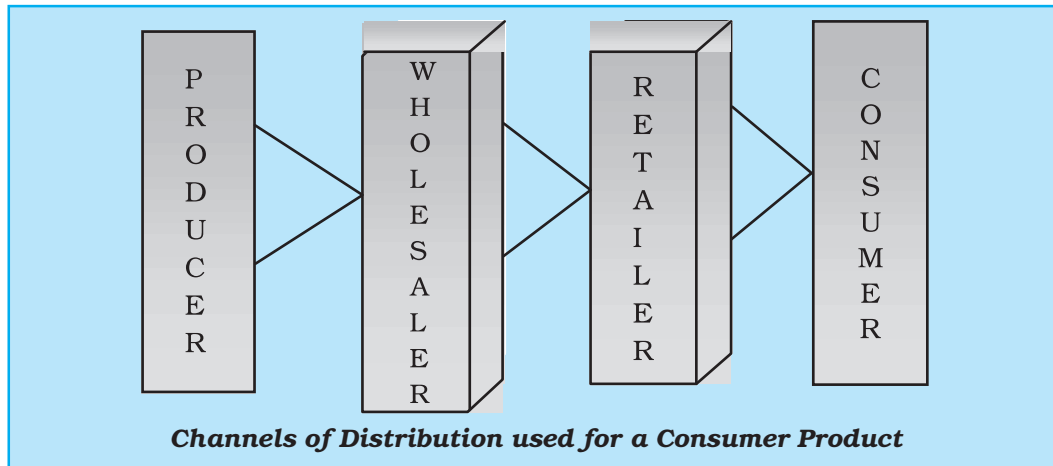 PRODUCER
WHOLESALER
RETAILER
CONSUMER
Channels of Distribution used for a Consumer Product